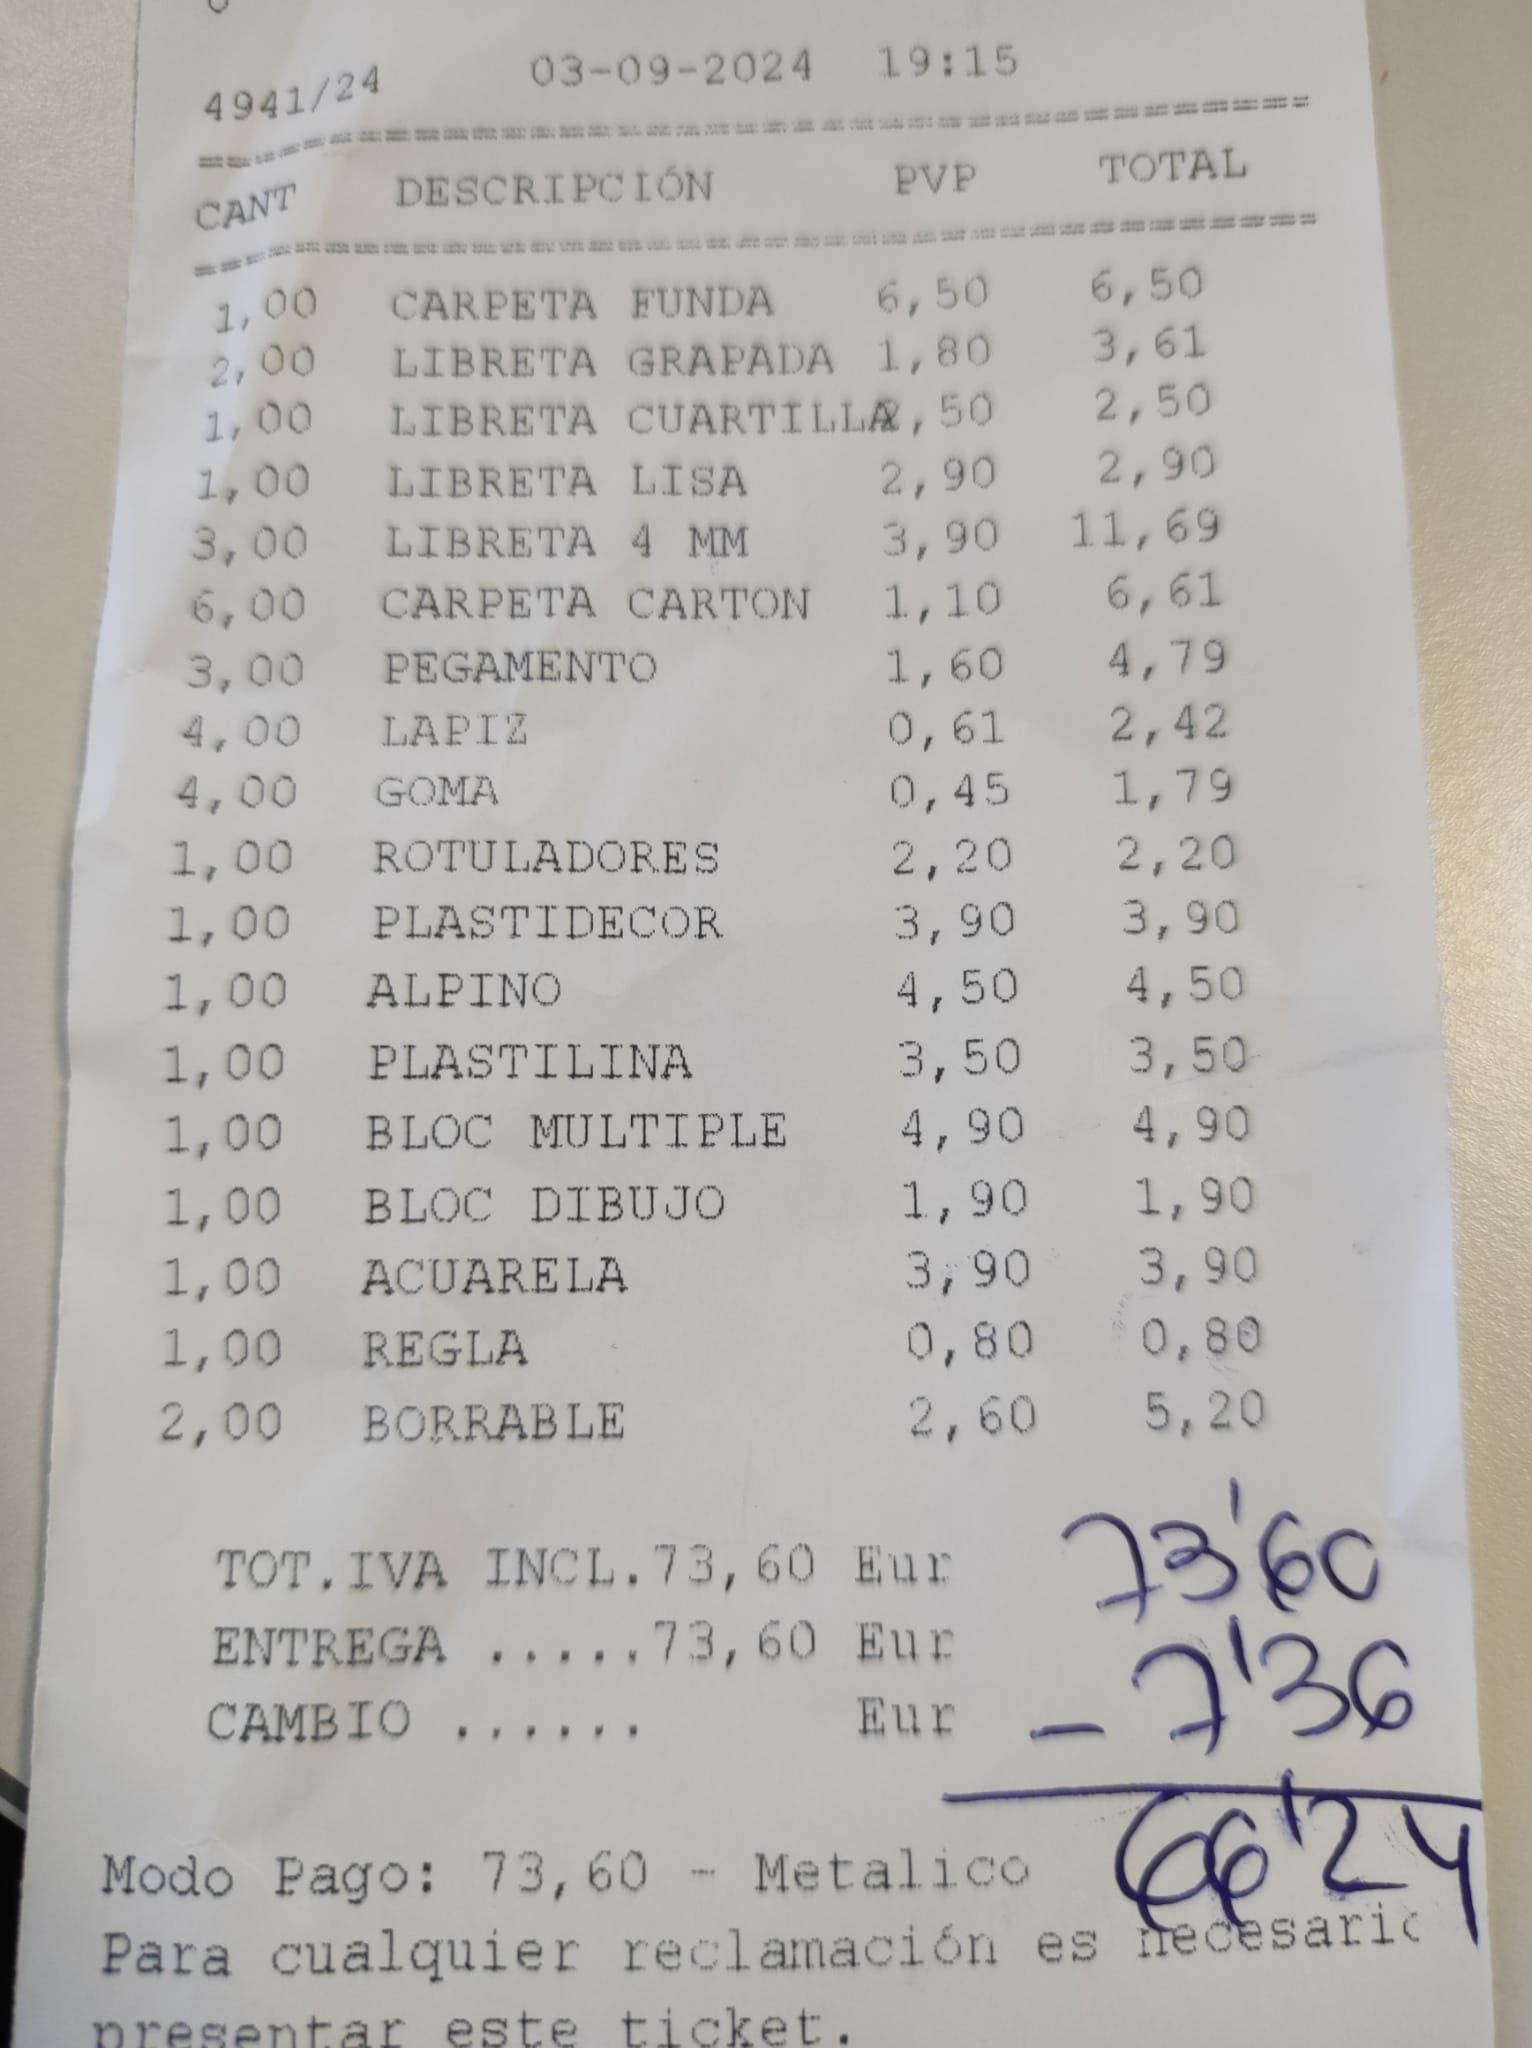 4941/24 03-09-2024 19:15
================================================
CANT DESCRIPCIÓN PVP TOTAL
================================================
1,00 CARPETA FUNDA 6,50 6,50
2,00 LIBRETA GRAPADA 1,80 3,61
1,00 LIBRETA CUARTILLA 2,50 2,50
1,00 LIBRETA LISA 2,90 2,90
3,00 LIBRETA 4 MM 3,90 11,69
6,00 CARPETA CARTON 1,10 6,61
3,00 PEGAMENTO 1,60 4,79
4,00 LAPIZ 0,61 2,42
4,00 GOMA 0,45 1,79
1,00 ROTULADORES 2,20 2,20
1,00 PLASTIDECOR 3,90 3,90
1,00 ALPINO 4,50 4,50
1,00 PLASTILINA 3,50 3,50
1,00 BLOC MULTIPLE 4,90 4,90
1,00 BLOC DIBUJO 1,90 1,90
1,00 ACUARELA 3,90 3,90
1,00 REGLA 0,80 0,80
2,00 BORRABLE 2,60 5,20
TOT.IVA INCL.73,60 Eur 73'60
ENTREGA .....73,60 Eur - 7'36
CAMBIO ...... Eur
66'24
Modo Pago: 73,60 - Metalico
Para cualquier reclamación es necesario
presentar este ticket.